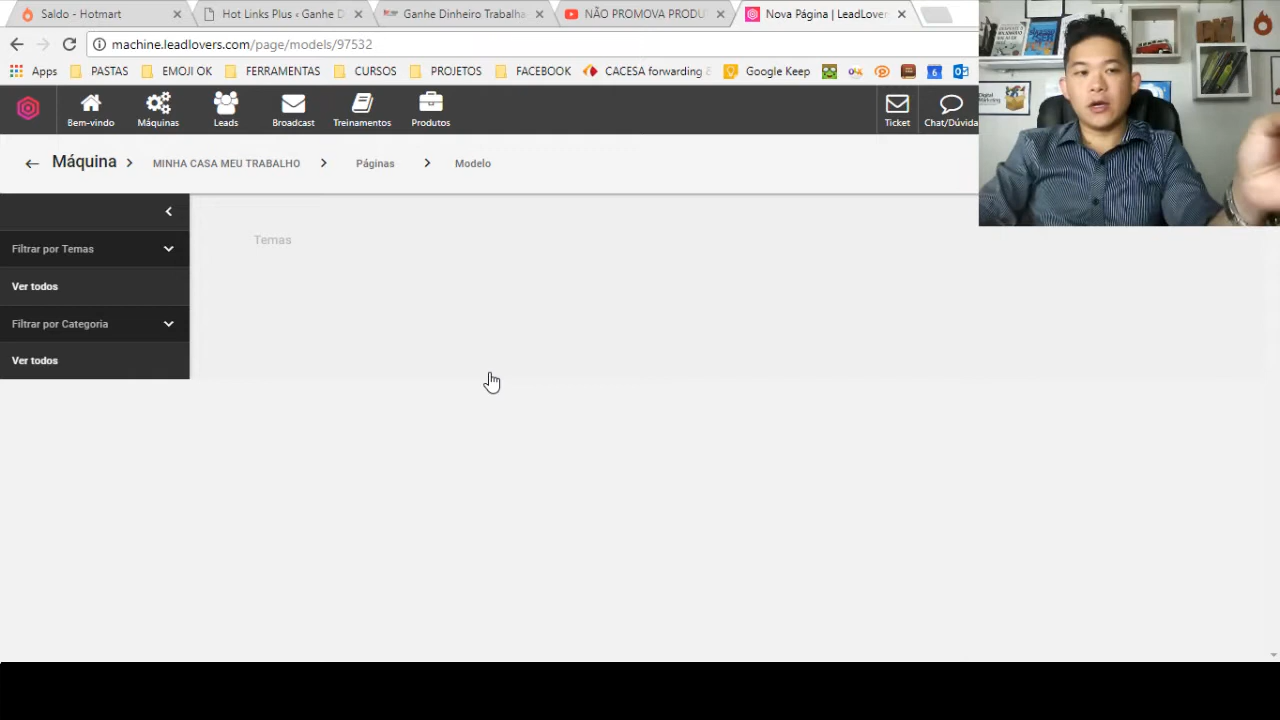 Saldo - Hotmart
Hot Links Plus ‹ Ganhe D
Ganhe Dinheiro Trabalha
NÃO PROMOVA PRODU
Nova Página | LeadLover
machine.leadlovers.com/page/models/97532
Apps PASTAS EMOJI OK FERRAMENTAS CURSOS PROJETOS FACEBOOK CACESA forwarding & Google Keep
Bem-vindo Máquinas Leads Broadcast Treinamentos Produtos Ticket Chat/Dúvida
Máquina MINHA CASA MEU TRABALHO Páginas Modelo
Filtrar por Temas
Ver todos
Filtrar por Categoria
Ver todos
Temas